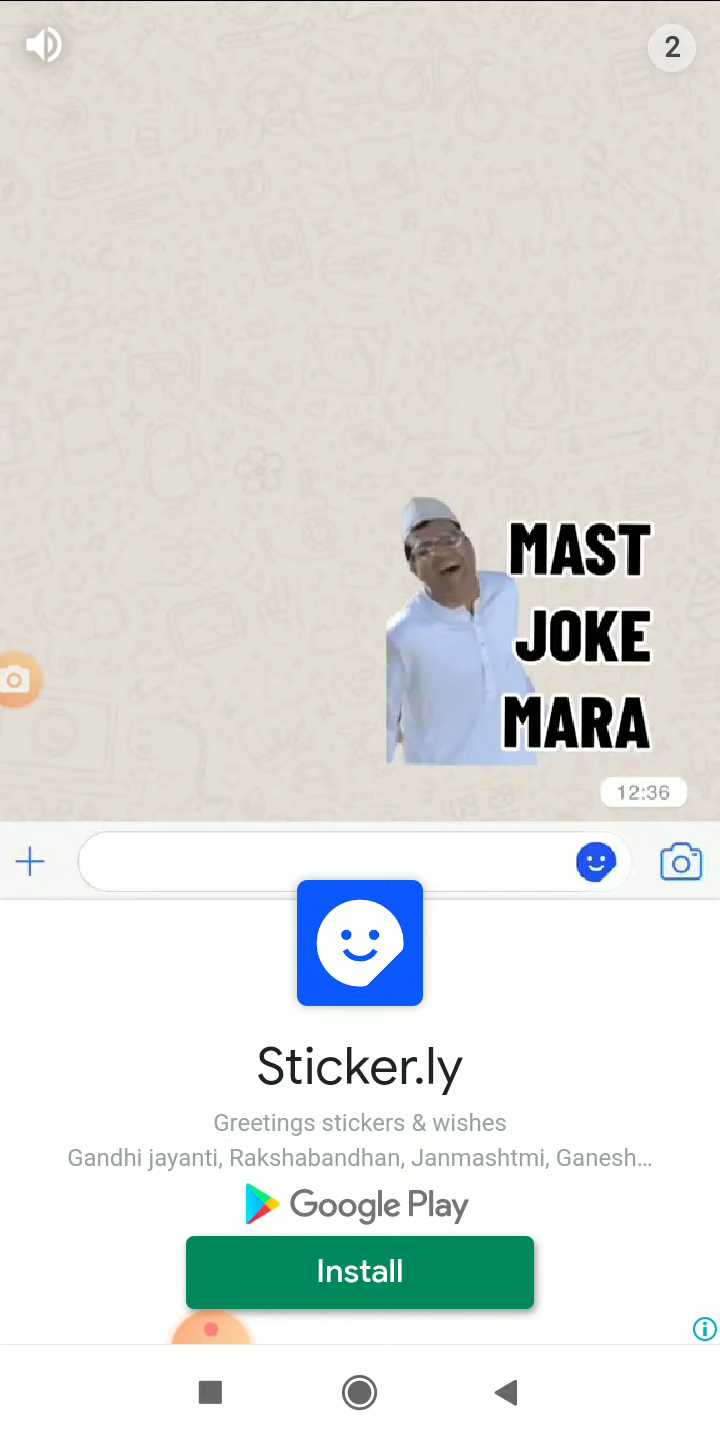 2
MAST
JOKE
MARA
12:36
Sticker.ly
Greetings stickers & wishes
Gandhi jayanti, Rakshabandhan, Janmashtmi, Ganesh...
Google Play
Install